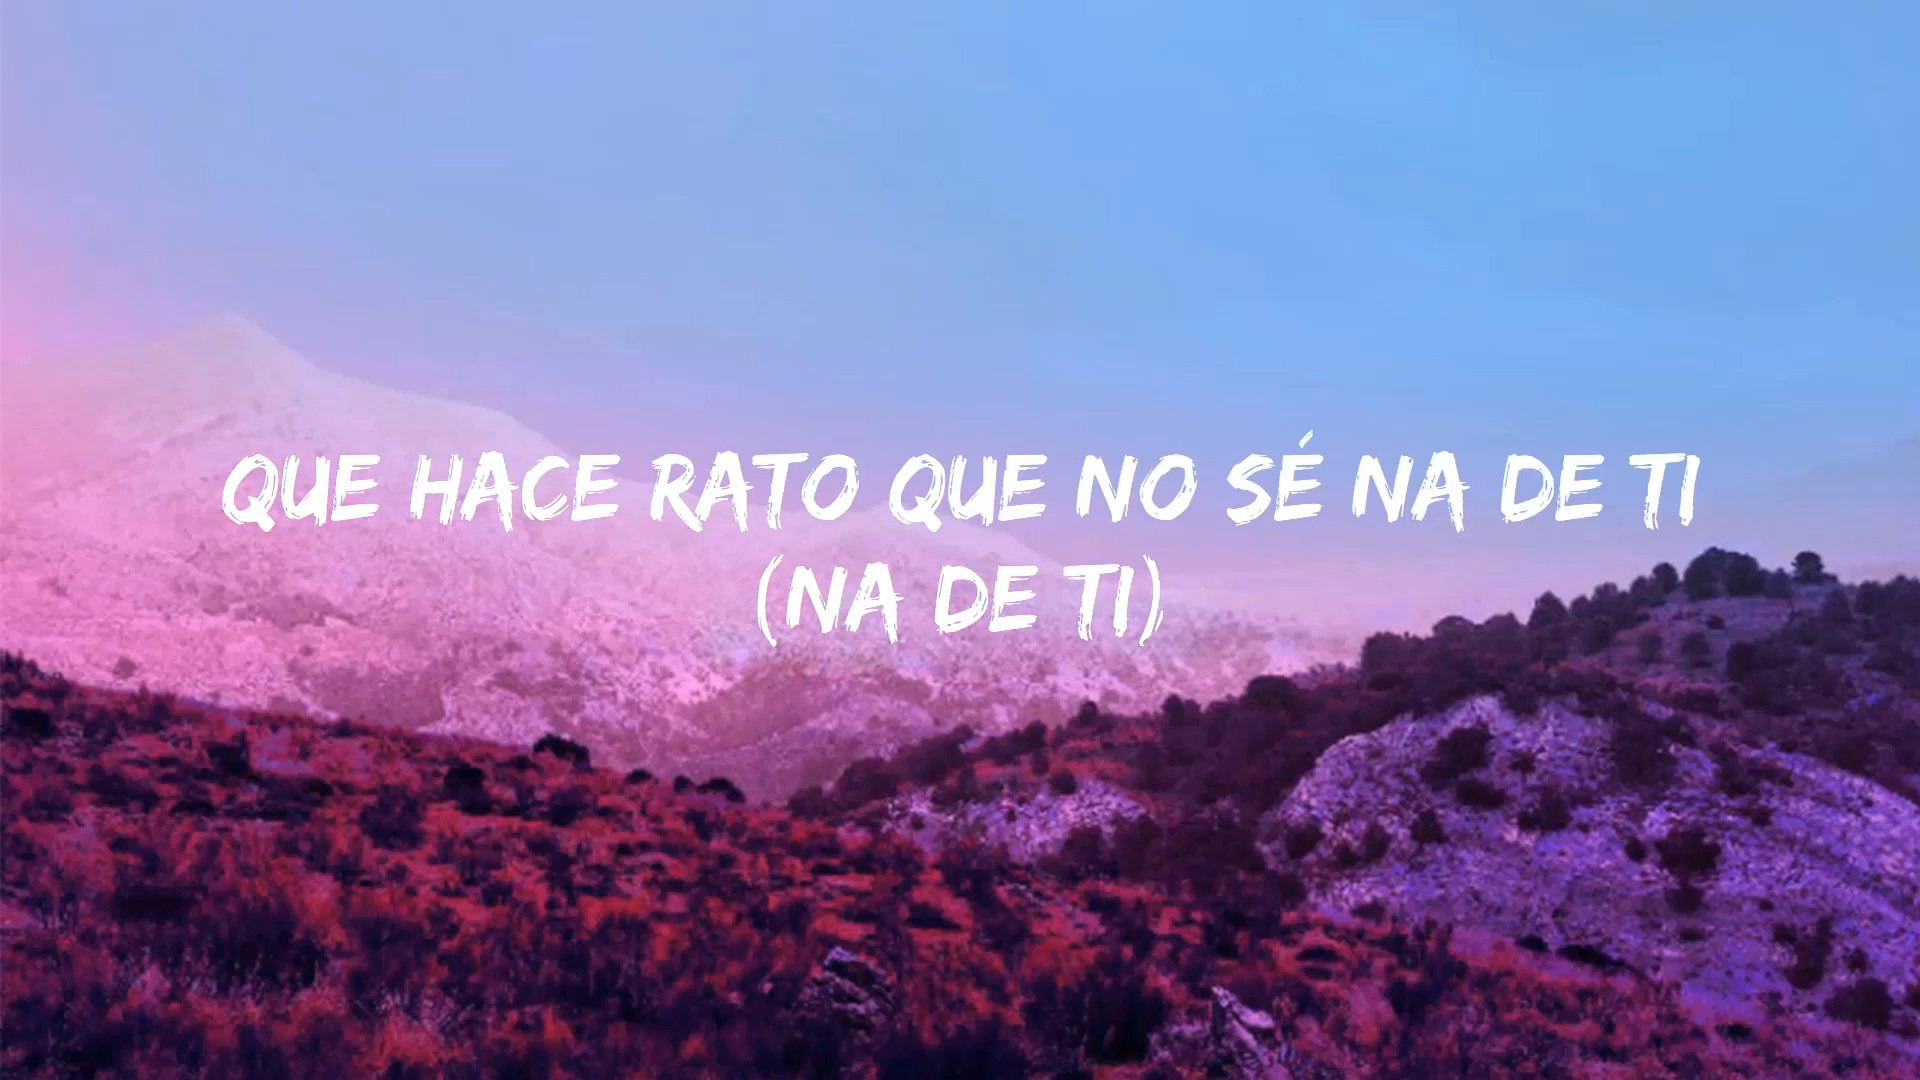 QUE HACE RATO QUE NO SÉ NA DE TI
(NA DE TI)